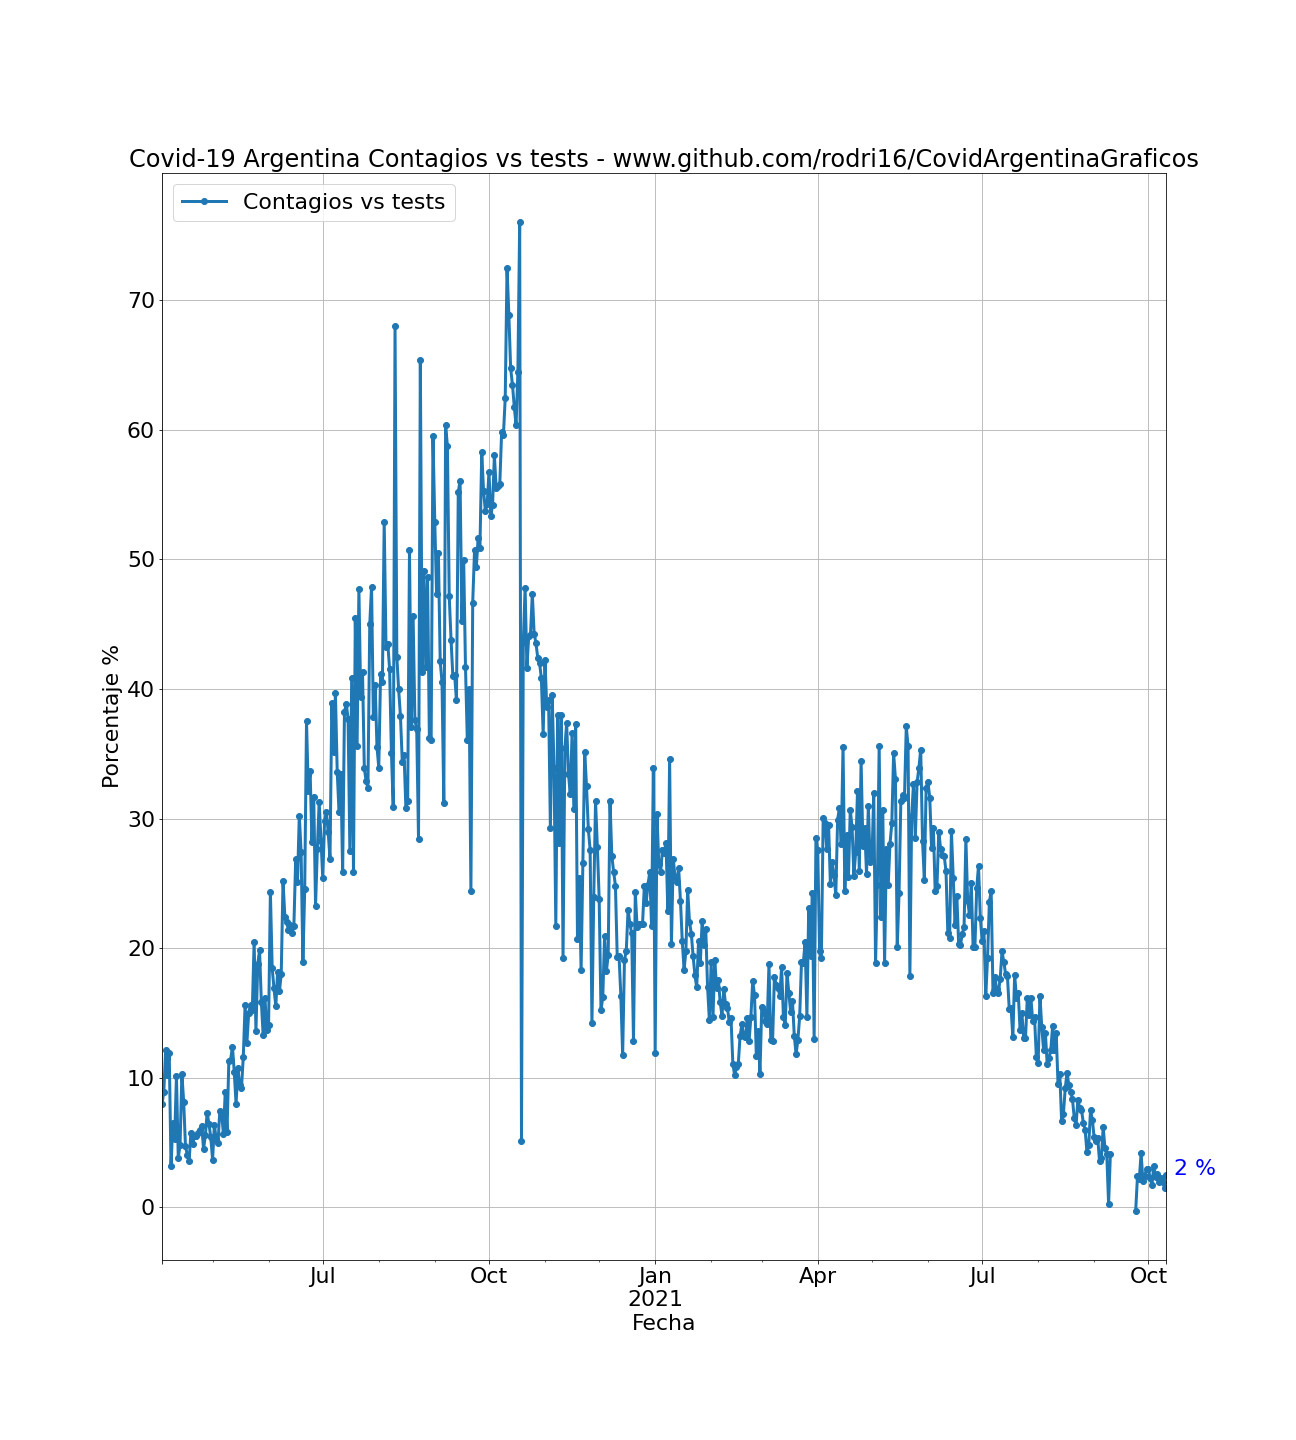 Covid-19 Argentina Contagios vs tests - www.github.com/rodri16/CovidArgentinaGraficos
Contagios vs tests
70
60
50
40
30
20
10
0
Porcentaje %
2 %
Jul
Oct
Jan
2021
Apr
Jul
Oct
Fecha